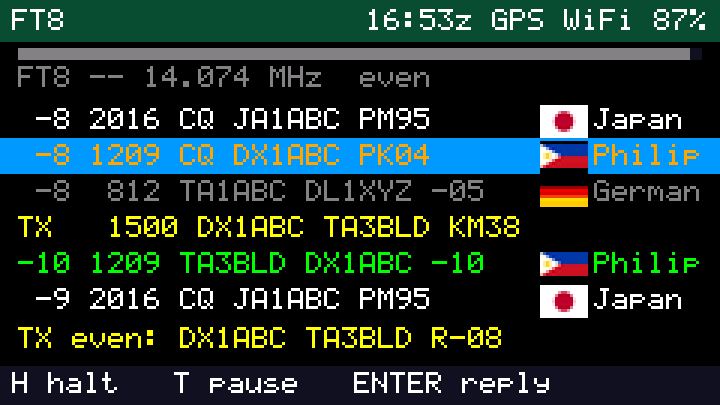 FT8 16:53z GPS WiFi 87%
FT8 -- 14.074 MHz even
-8 2016 CQ JA1ABC PM95 Japan
-8 1209 CQ DX1ABC PK04 Philip
-8 812 TA1ABC DL1XYZ -05 German
TX 1500 DX1ABC TA3BLD KM38
-10 1209 TA3BLD DX1ABC -10 Philip
-9 2016 CQ JA1ABC PM95 Japan
TX even: DX1ABC TA3BLD R-08
H halt T pause ENTER reply